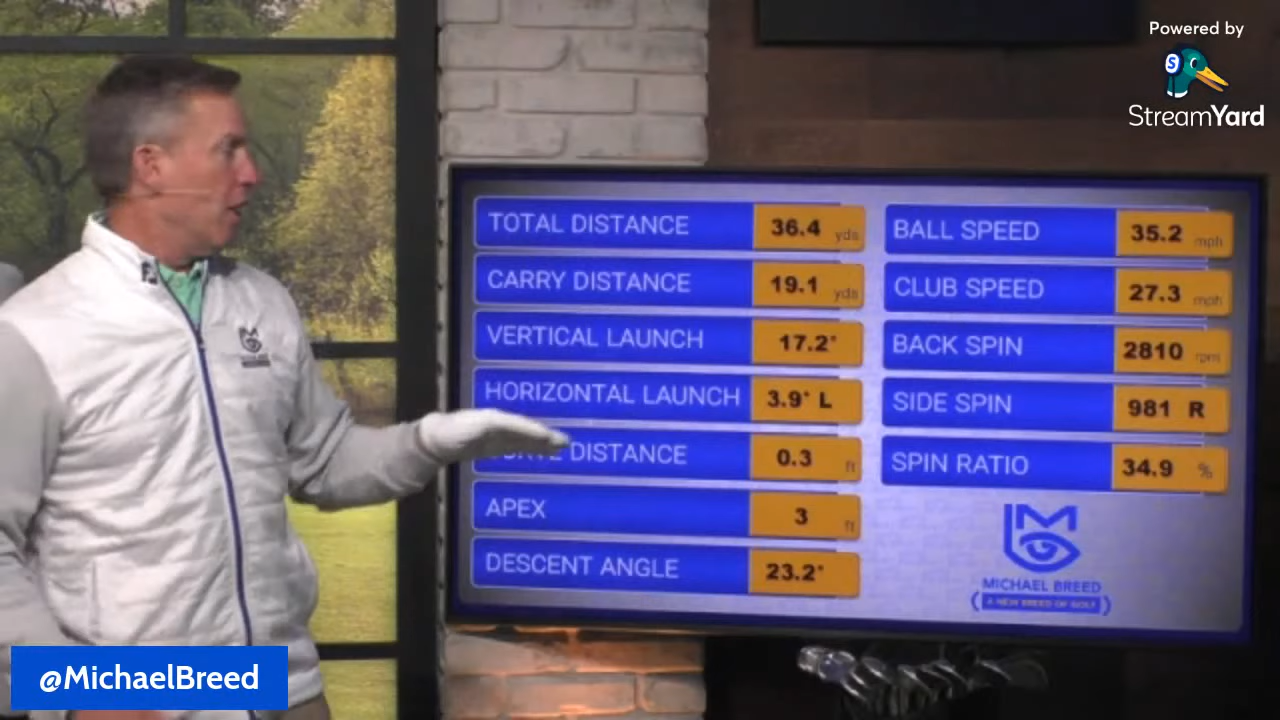 Powered by
StreamYard
TOTAL DISTANCE 36.4 yds
CARRY DISTANCE 19.1 yds
VERTICAL LAUNCH 17.2°
HORIZONTAL LAUNCH 3.9° L
DISTANCE 0.3 ft
APEX 3 ft
DESCENT ANGLE 23.2°
BALL SPEED 35.2 mph
CLUB SPEED 27.3 mph
BACK SPIN 2810 rpm
SIDE SPIN 981 R
SPIN RATIO 34.9 %
MICHAEL BREED
A NEW BREED OF GOLF
@MichaelBreed